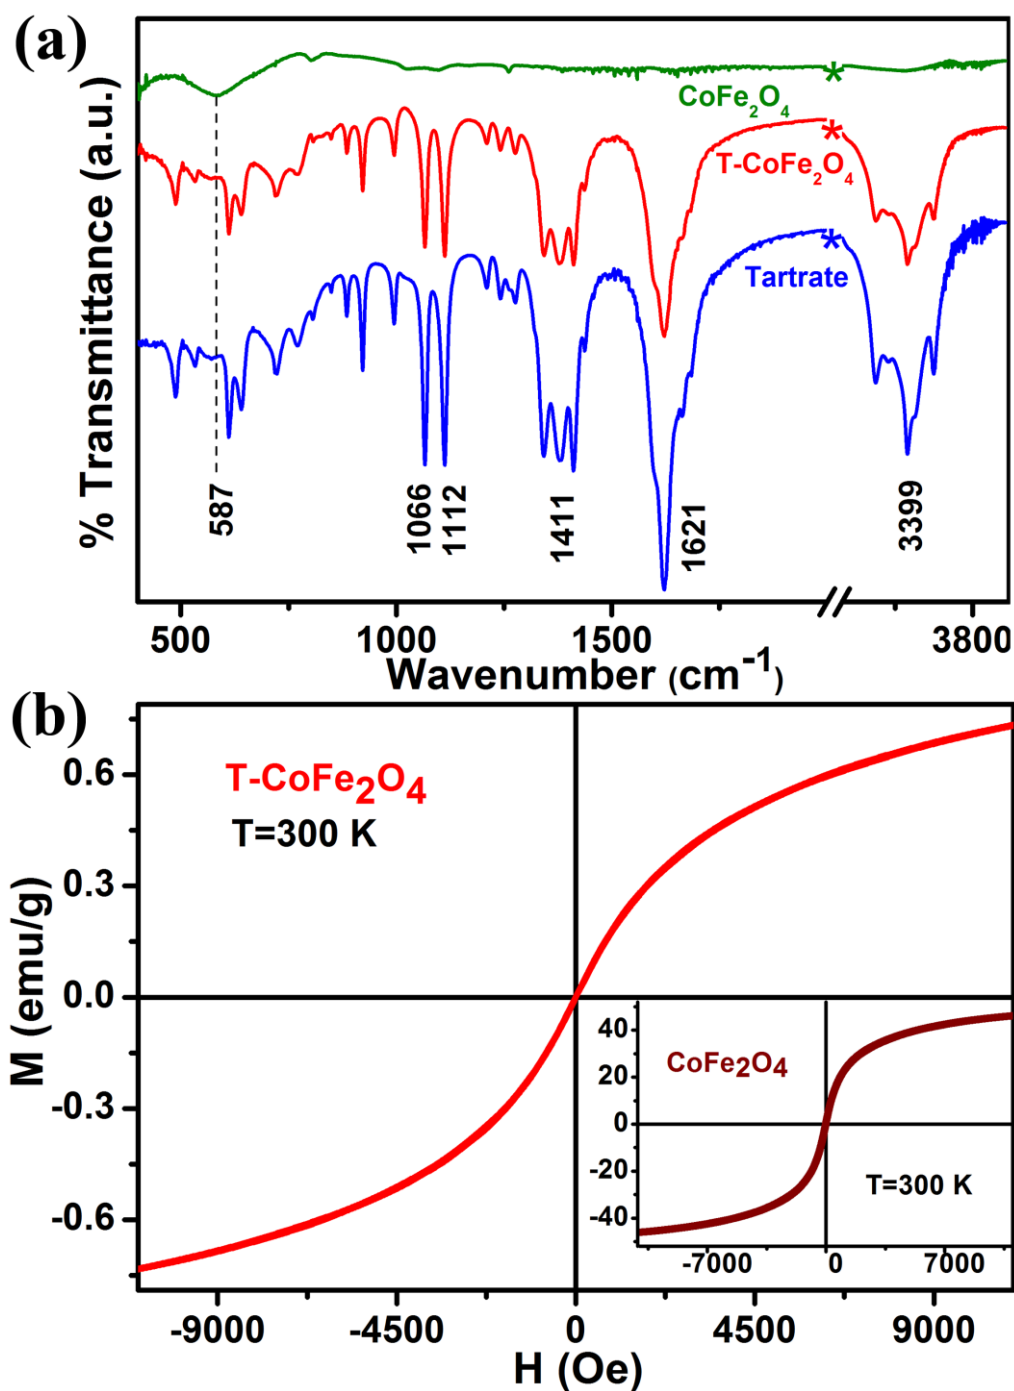 (a)
% Transmittance (a.u.)
*
CoFe₂O₄
*
T-CoFe₂O₄
*
Tartrate
587
1066
1112
1411
1621
3399
500
1000
1500
3800
Wavenumber (cm⁻¹)
(b)
M (emu/g)
0.6
0.3
0.0
-0.3
-0.6
T-CoFe₂O₄
T=300 K
40
20
0
-20
-40
CoFe₂O₄
T=300 K
-7000
0
7000
-9000
-4500
0
4500
9000
H (Oe)